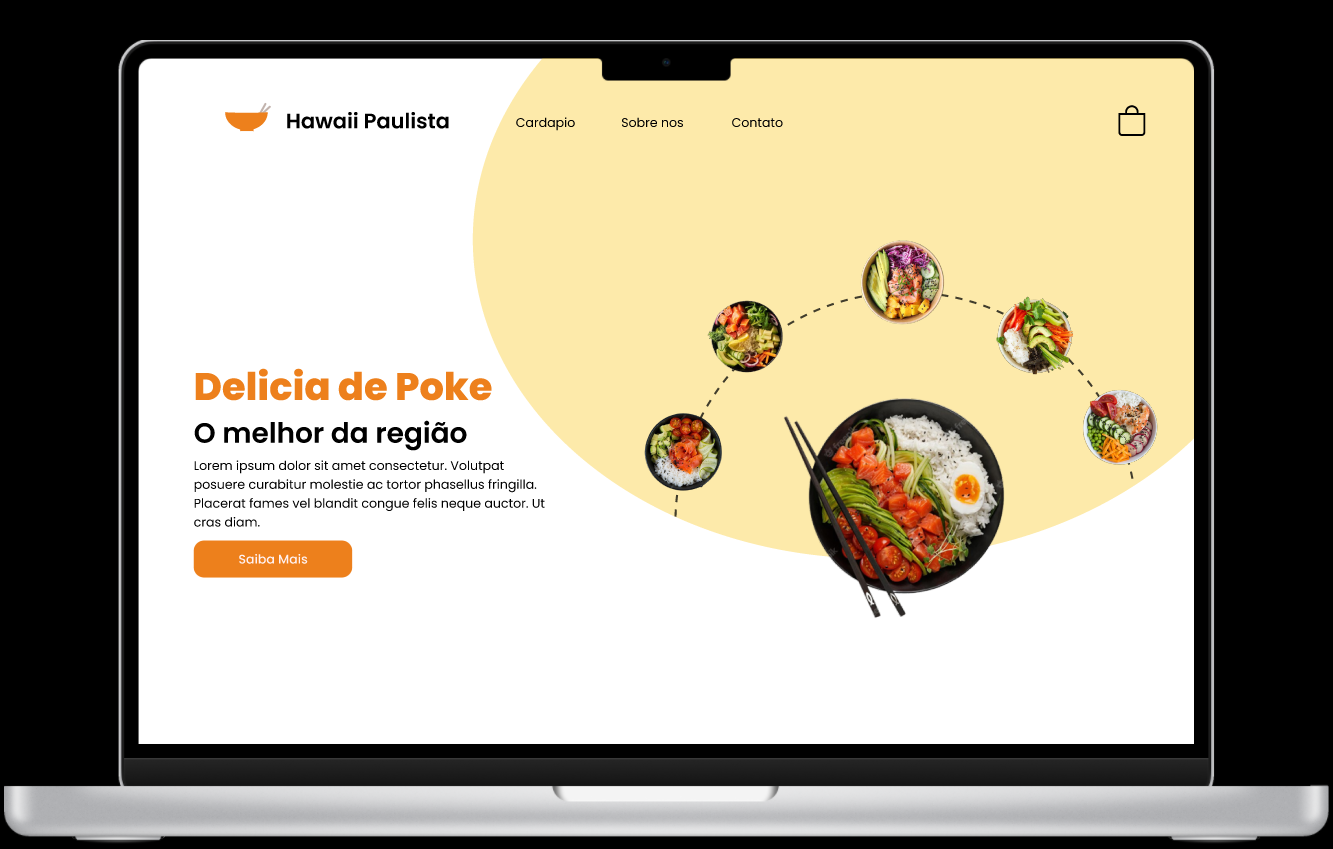 Hawaii Paulista
Cardapio
Sobre nos
Contato
Delicia de Poke
O melhor da região
Lorem ipsum dolor sit amet consectetur. Volutpat
posuere curabitur molestie ac tortor phasellus fringilla.
Placerat fames vel blandit congue felis neque auctor. Ut
cras diam.
Saiba Mais